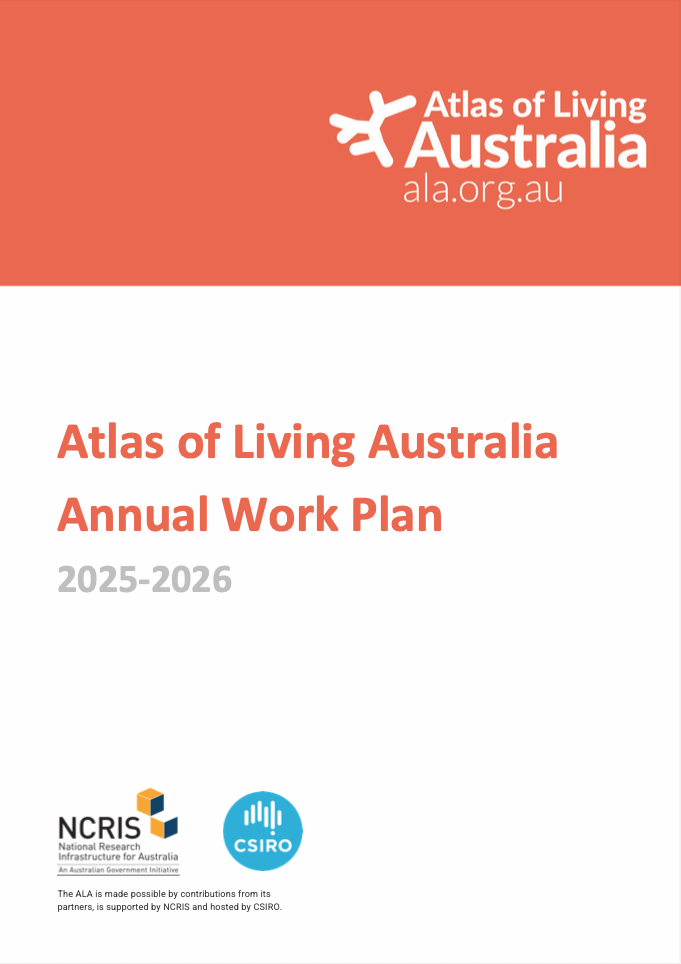 Atlas of Living
Australia
ala.org.au
Atlas of Living Australia
Annual Work Plan
2025-2026
NCRIS
National Research
Infrastructure for Australia
An Australian Government Initiative
CSIRO
The ALA is made possible by contributions from its
partners, is supported by NCRIS and hosted by CSIRO.